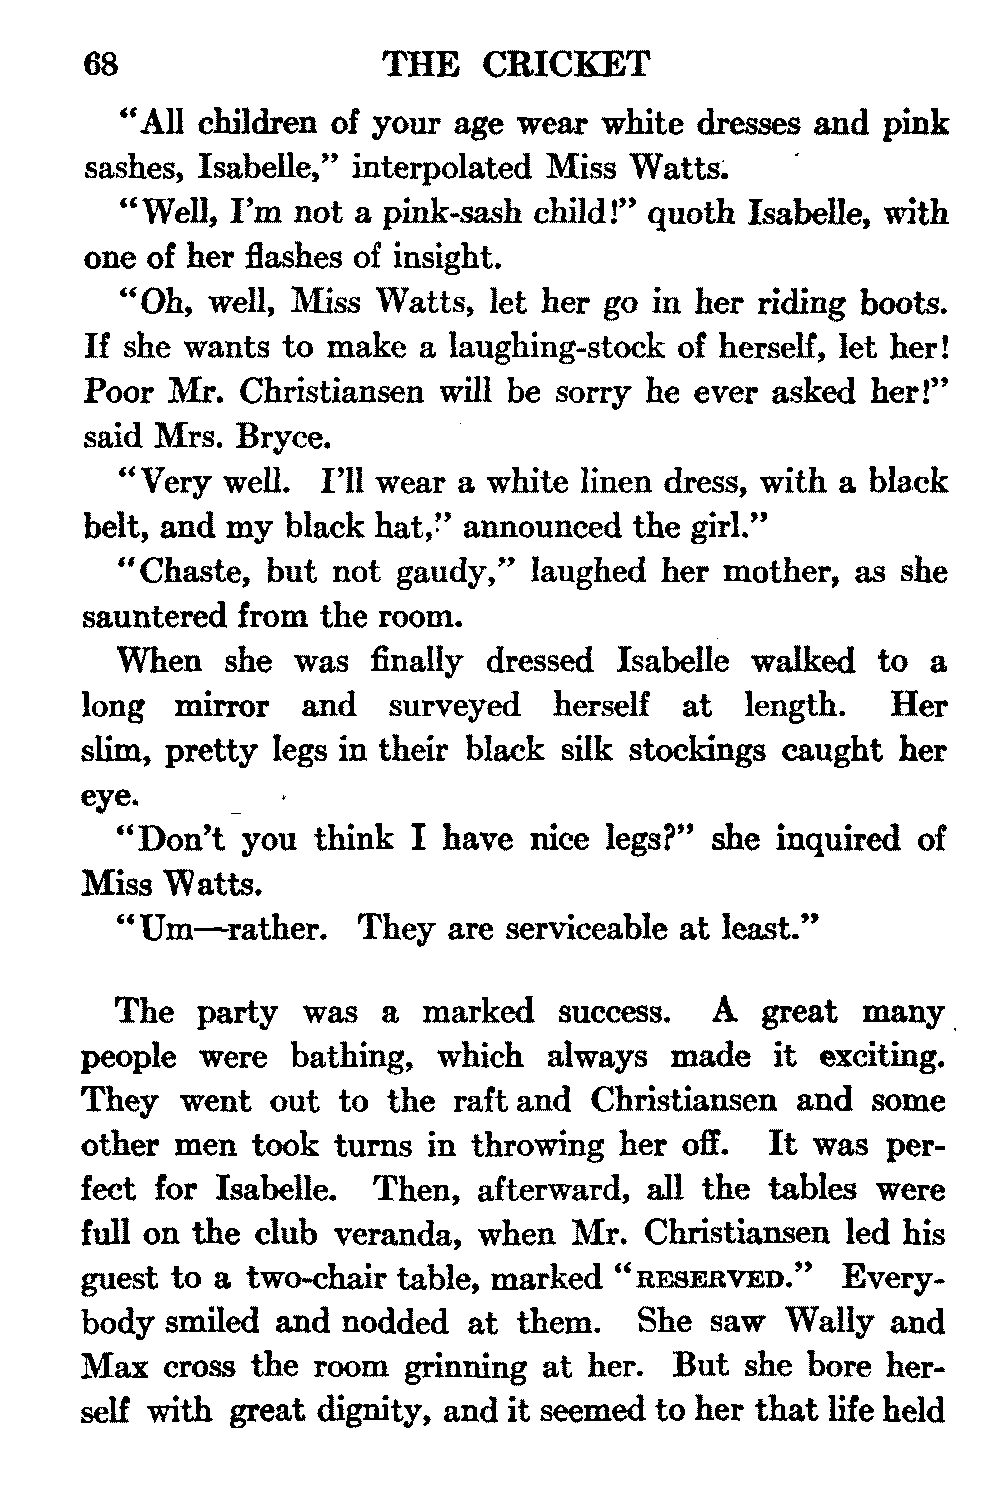 68 THE CRICKET
“All children of your age wear white dresses and pink
sashes, Isabelle,” interpolated Miss Watts.
“Well, I’m not a pink-sash child!” quoth Isabelle, with
one of her flashes of insight.
“Oh, well, Miss Watts, let her go in her riding boots.
If she wants to make a laughing-stock of herself, let her!
Poor Mr. Christiansen will be sorry he ever asked her!”
said Mrs. Bryce.
“Very well. I’ll wear a white linen dress, with a black
belt, and my black hat,” announced the girl.”
“Chaste, but not gaudy,” laughed her mother, as she
sauntered from the room.
When she was finally dressed Isabelle walked to a
long mirror and surveyed herself at length. Her
slim, pretty legs in their black silk stockings caught her
eye.
“Don’t you think I have nice legs?” she inquired of
Miss Watts.
“Um—rather. They are serviceable at least.”
The party was a marked success. A great many
people were bathing, which always made it exciting.
They went out to the raft and Christiansen and some
other men took turns in throwing her off. It was per-
fect for Isabelle. Then, afterward, all the tables were
full on the club veranda, when Mr. Christiansen led his
guest to a two-chair table, marked “RESERVED.” Every-
body smiled and nodded at them. She saw Wally and
Max cross the room grinning at her. But she bore her-
self with great dignity, and it seemed to her that life held